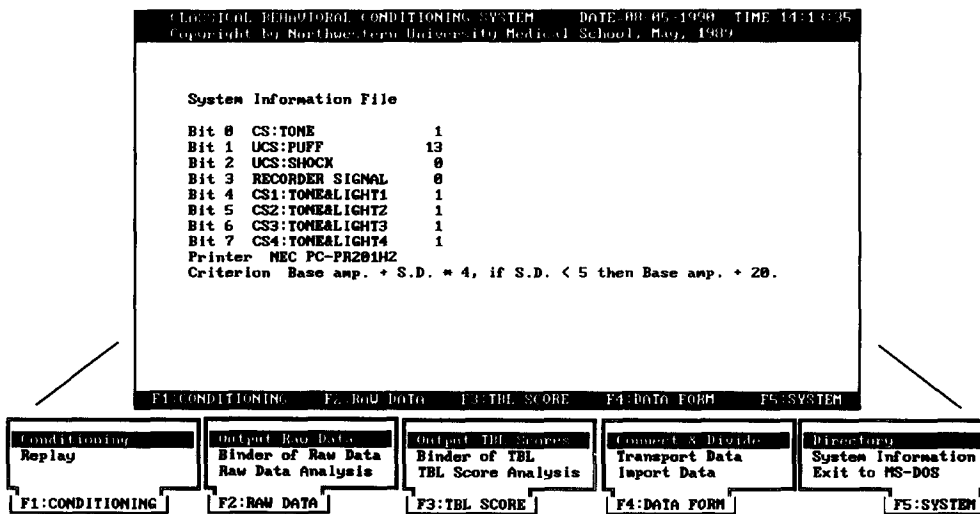 CLASSICAL BEHAVIORAL CONDITIONING SYSTEM DATE-08-05-1990 TIME 14:13:35
Copyright by Northwestern University Medical School, May, 1989
System Information File
Bit 0 CS:TONE 1
Bit 1 UCS:PUFF 13
Bit 2 UCS:SHOCK 0
Bit 3 RECORDER SIGNAL 0
Bit 4 CS1:TONE&LIGHT1 1
Bit 5 CS2:TONE&LIGHT2 1
Bit 6 CS3:TONE&LIGHT3 1
Bit 7 CS4:TONE&LIGHT4 1
Printer NEC PC-PR201H2
Criterion Base amp. + S.D. * 4, if S.D. < 5 then Base amp. + 20.
F1:CONDITIONING F2:RAW DATA F3:TBL SCORE F4:DATA FORM F5:SYSTEM
Conditioning
Replay
F1:CONDITIONING
Output Raw Data
Binder of Raw Data
Raw Data Analysis
F2:RAW DATA
Output TBL Scores
Binder of TBL
TBL Score Analysis
F3:TBL SCORE
Connect & Divide
Transport Data
Import Data
F4:DATA FORM
Directory
System Information
Exit to MS-DOS
F5:SYSTEM